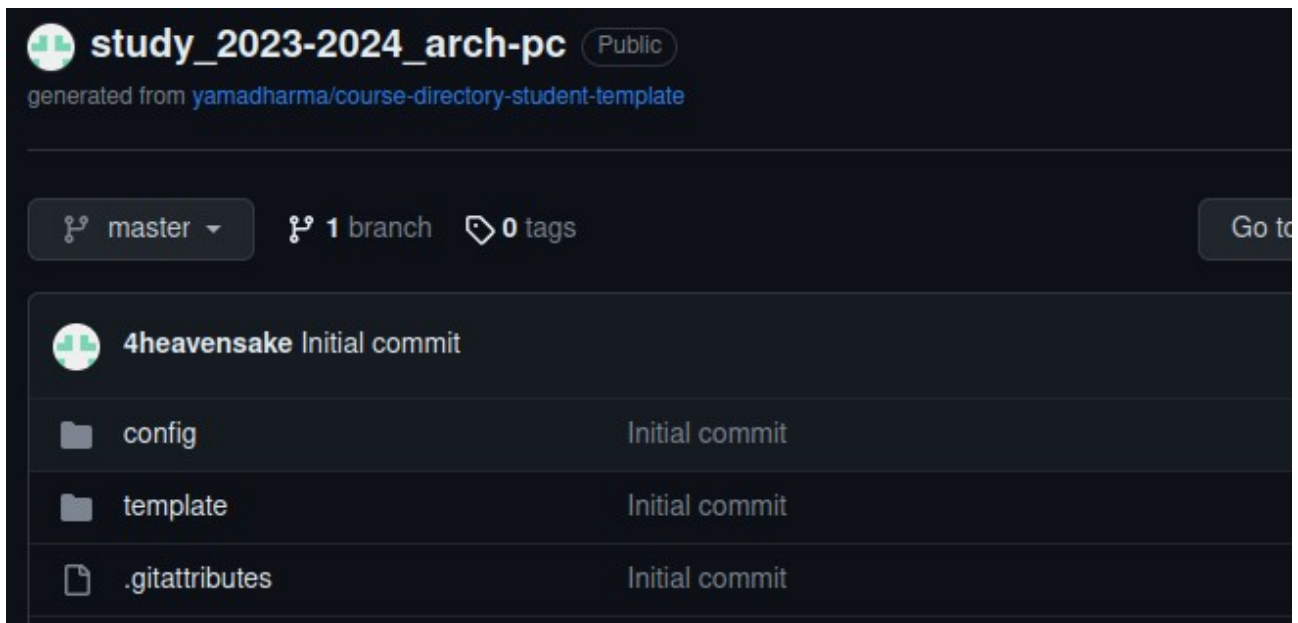 study_2023-2024_arch-pc Public
generated from yamadharma/course-directory-student-template
master 1 branch 0 tags Go to
4heavensake Initial commit
config Initial commit
template Initial commit
.gitattributes Initial commit